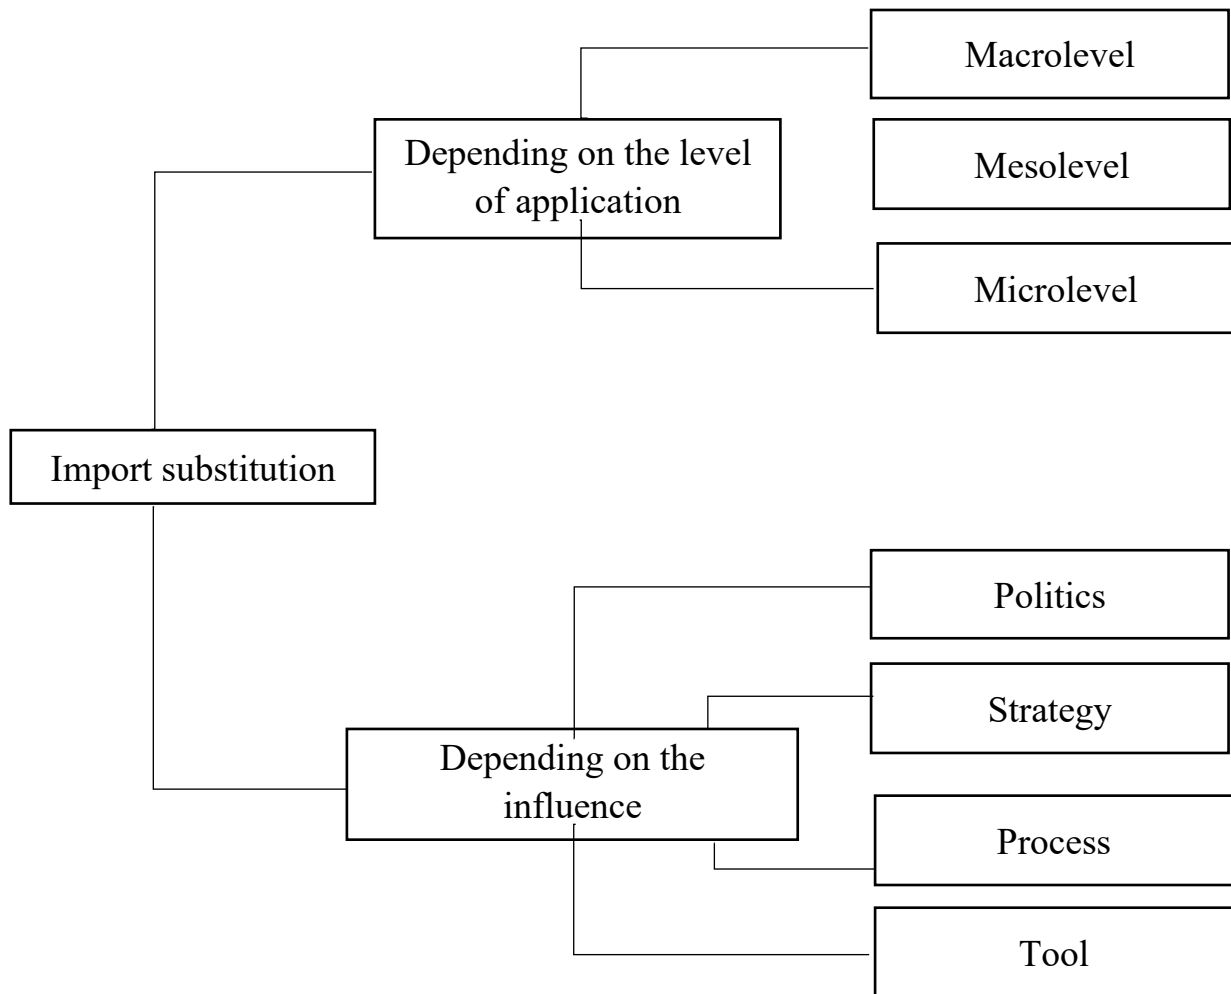 Macrolevel
Depending on the level
of application
Mesolevel
Microlevel
Import substitution
Politics
Strategy
Depending on the
influence
Process
Tool